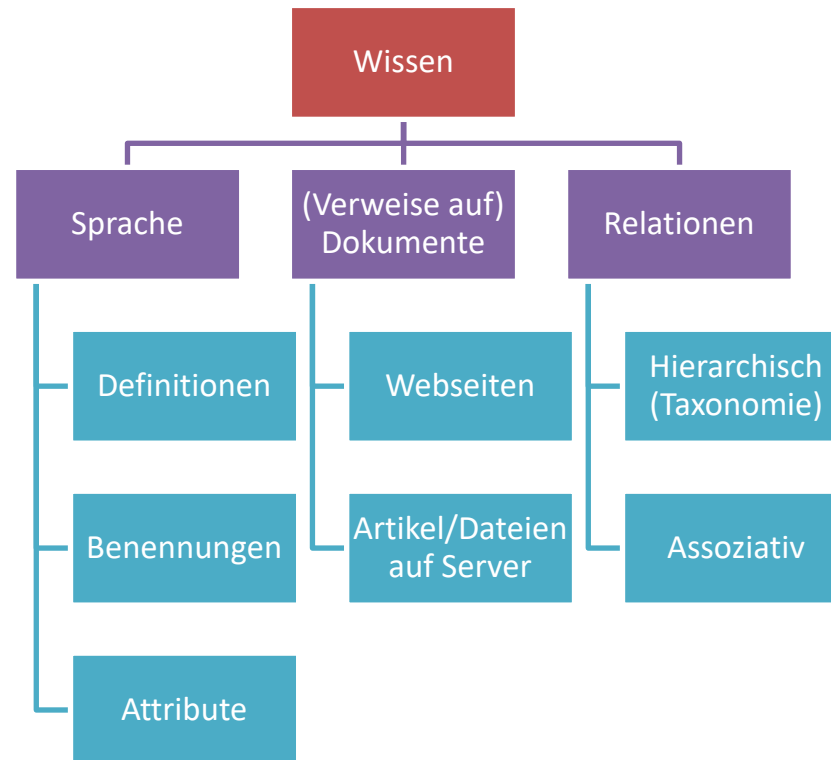 Wissen
Sprache
(Verweise auf)
Dokumente
Relationen
Definitionen
Webseiten
Hierarchisch
(Taxonomie)
Benennungen
Artikel/Dateien
auf Server
Assoziativ
Attribute